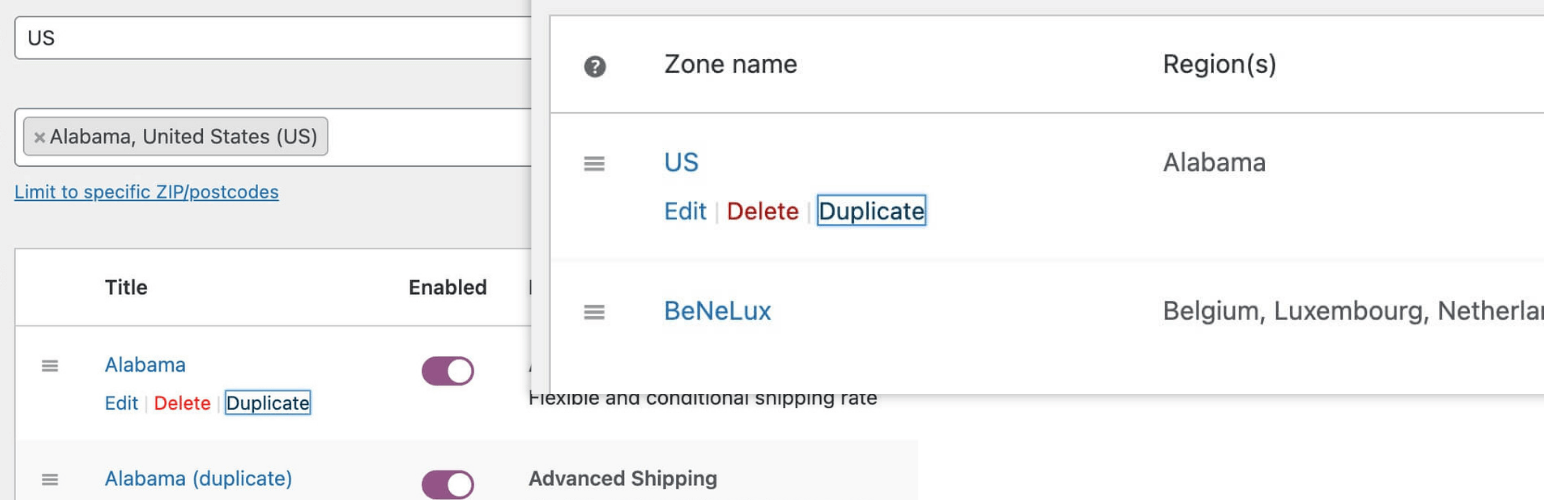 US
× Alabama, United States (US)
Limit to specific ZIP/postcodes
Title Enabled
Alabama
Edit | Delete | Duplicate
Flexible and conditional shipping rate
Alabama (duplicate) Advanced Shipping
? Zone name Region(s)
US Alabama
Edit | Delete | Duplicate
BeNeLux Belgium, Luxembourg,